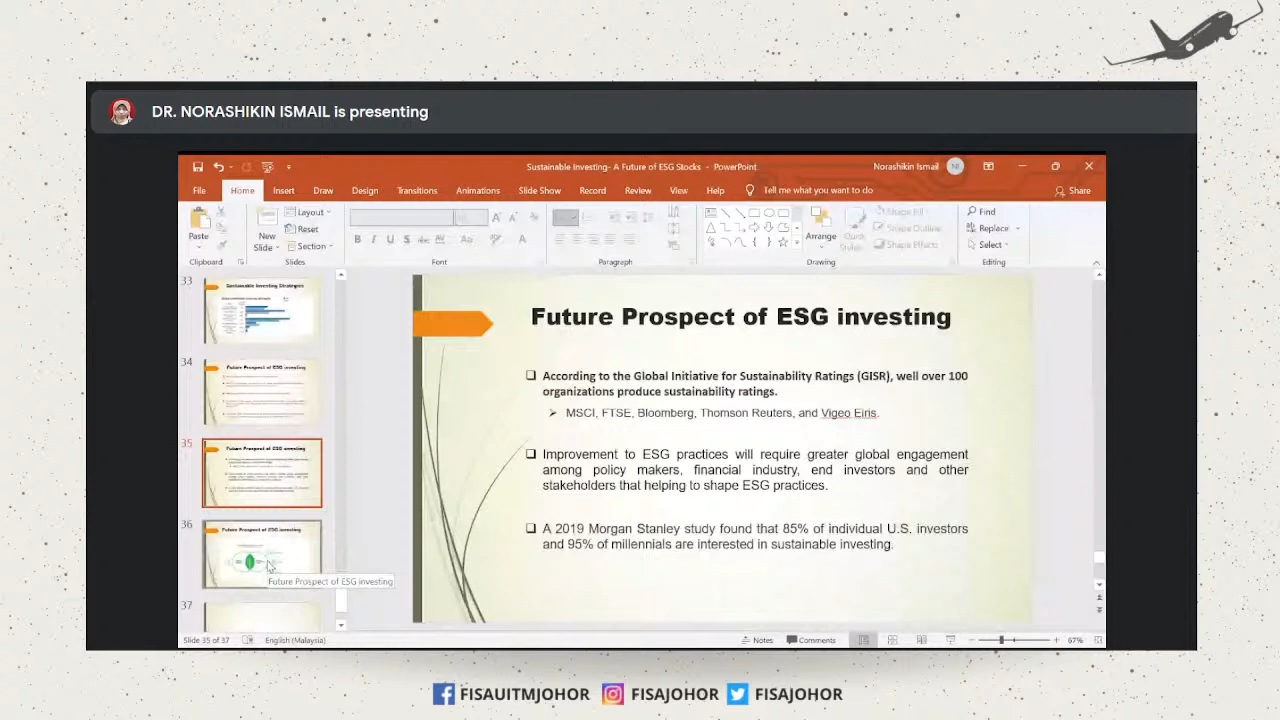 DR. NORASHIKIN ISMAIL is presenting
Sustainable Investing- A Future of ESG Stocks - PowerPoint
Norashikin Ismail
NI
File Home Insert Draw Design Transitions Animations Slide Show Record Review View Help Tell me what you want to do Share
Paste
New Slide
Layout
Reset
Section
Arrange
Quick Styles
Shape Fill
Shape Outline
Shape Effects
Find
Replace
Select
Clipboard Slides Font Paragraph Drawing Editing
33
Sustainable Investing Strategies
34
Future Prospect of ESG investing
35
Future Prospect of ESG investing
36
Future Prospect of ESG investing
Future Prospect of ESG investing
37
Future Prospect of ESG investing
According to the Global Initiative for Sustainability Ratings (GISR), well over 100
organizations produce sustainability ratings.
MSCI, FTSE, Bloomberg, Thomson Reuters, and Vigeo Eiris.
Improvement to ESG practices will require greater global engagement
among policy makers, financial industry, end investors and other
stakeholders that helping to shape ESG practices.
A 2019 Morgan Stanley study found that 85% of individual U.S. investors
and 95% of millennials are interested in sustainable investing.
Slide 35 of 37 English (Malaysia) Notes Comments 67%
FISAUITMJOHOR FISAJOHOR FISAJOHOR